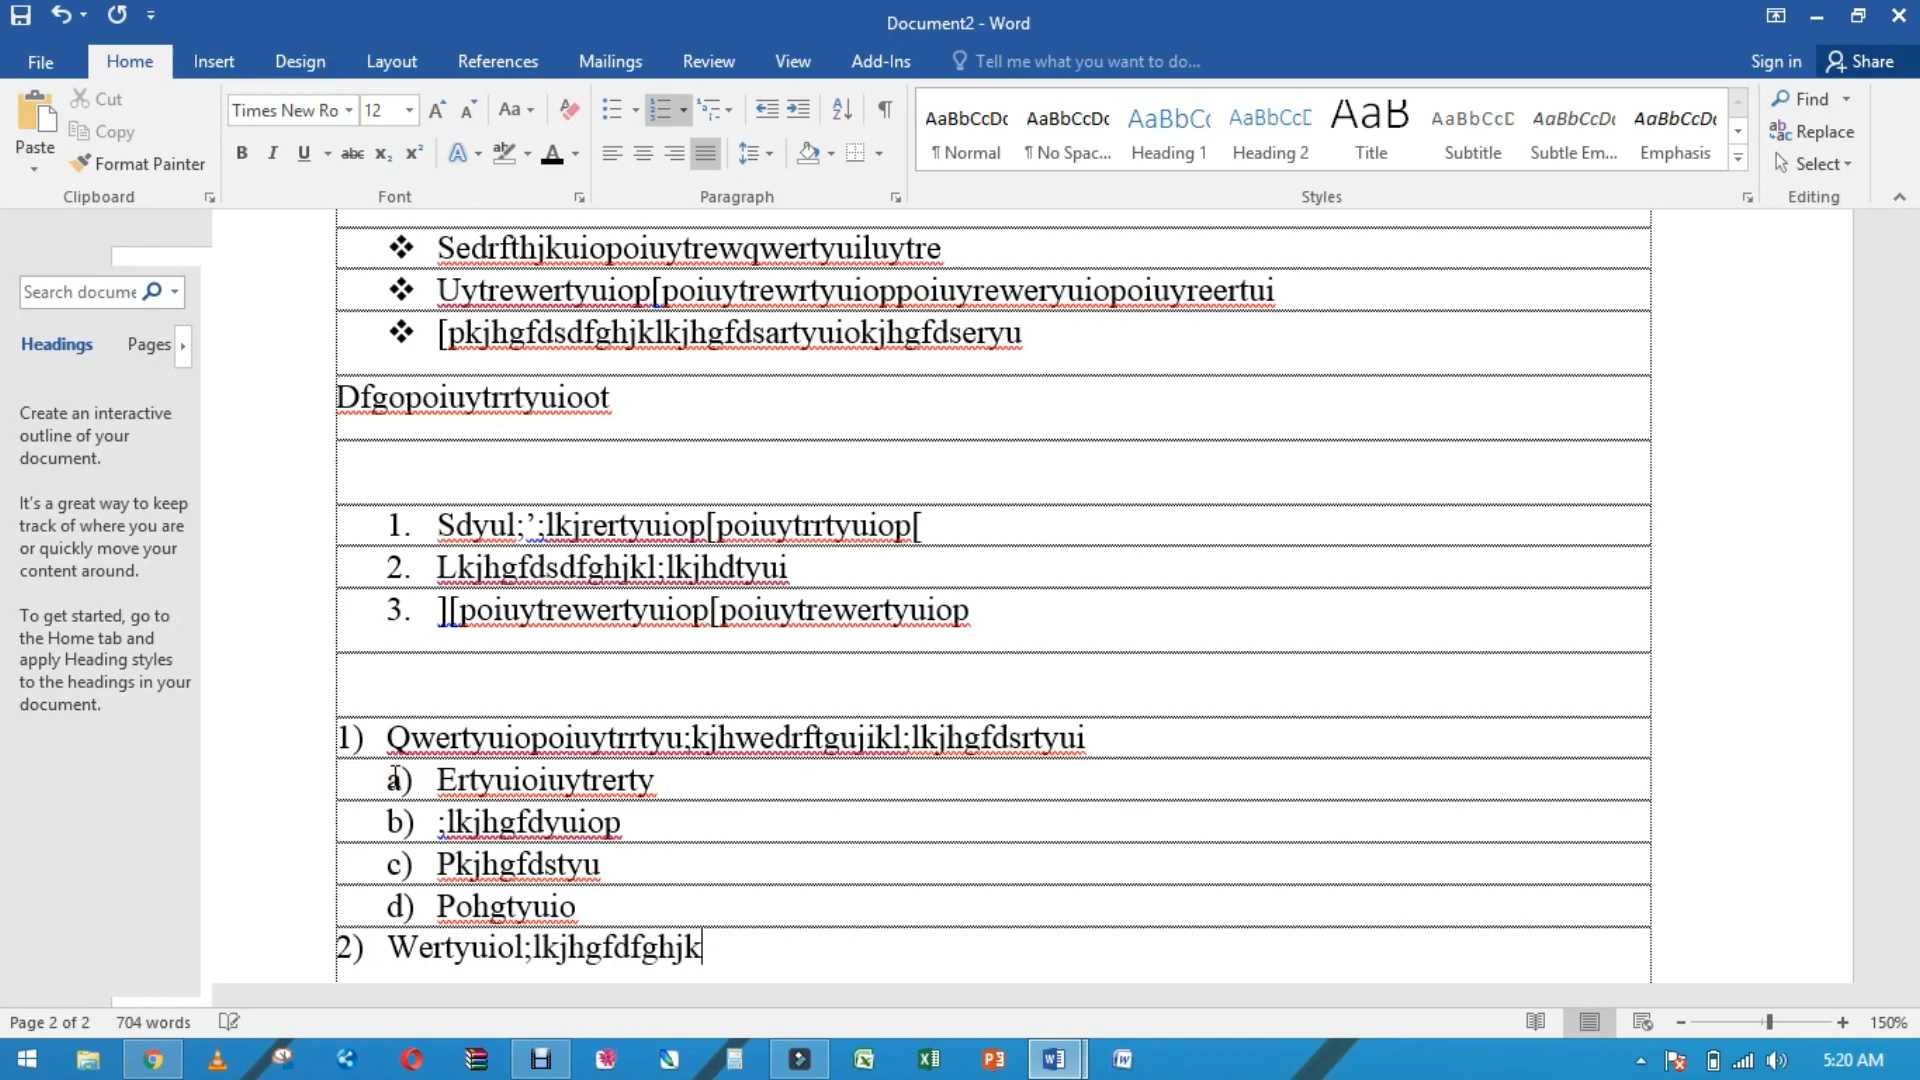 Document2 - Word
File Home Insert Design Layout References Mailings Review View Add-Ins Tell me what you want to do... Sign in Share
Paste
Cut
Copy
Format Painter
Clipboard
Times New Ro 12 Aa
B I U abc X₂ X² A ab A
Font
Paragraph
AaBbCcDc AaBbCcDc AaBbCc AaBbCcD AaB AaBbCcD AaBbCcDc AaBbCcDc
¶ Normal ¶ No Spac... Heading 1 Heading 2 Title Subtitle Subtle Em... Emphasis
Styles
Find
Replace
Select
Editing
Search docume
Headings Pages
Create an interactive
outline of your
document.
It's a great way to keep
track of where you are
or quickly move your
content around.
To get started, go to
the Home tab and
apply Heading styles
to the headings in your
document.
❖ Sedrfthjkuiopoiuytrewqwertyuiluytre
❖ Uytrewertyuiop[poiuytrewrtyuioppoiuyreweryuiopoiuyreertui
❖ [pkjhgfdsdfghjklkjhgfdsartyuiokjhgfdseryu
Dfgopoiuytrrtyuioot
1. Sdyul;’;lkjrertyuiop[poiuytrrtyuiop[
2. Lkjhgfdsdfghjkl;lkjhdtyui
3. ][poiuytrewertyuiop[poiuytrewertyuiop
1) Qwertyuiopoiuytrrtyu;kjhwedrftgujikl;lkjhgfdsrtyui
a) Ertyuioiuytrerty
b) ;lkjhgfdyuiop
c) Pkjhgfdstyu
d) Pohgtyuio
2) Wertyuiol;lkjhgfdfghjk
Page 2 of 2 704 words 150%
5:20 AM